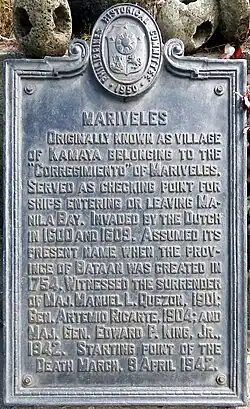 PHILIPPINE HISTORICAL COMMITTEE
1950
MARIVELES
ORIGINALLY KNOWN AS VILLAGE
OF KAMAYA BELONGING TO THE
"CORREGIMIENTO" OF MARIVELES.
SERVED AS CHECKING POINT FOR
SHIPS ENTERING OR LEAVING MA-
NILA BAY. INVADED BY THE DUTCH
IN 1600 AND 1609. ASSUMED ITS
PRESENT NAME WHEN THE PROV-
INCE OF BATAAN WAS CREATED IN
1754. WITNESSED THE SURRENDER
OF MAJ. MANUEL L. QUEZON, 1901;
GEN. ARTEMIO RICARTE, 1904; AND
MAJ. GEN. EDWARD P. KING, JR.,
1942. STARTING POINT OF THE
DEATH MARCH, 9 APRIL 1942.